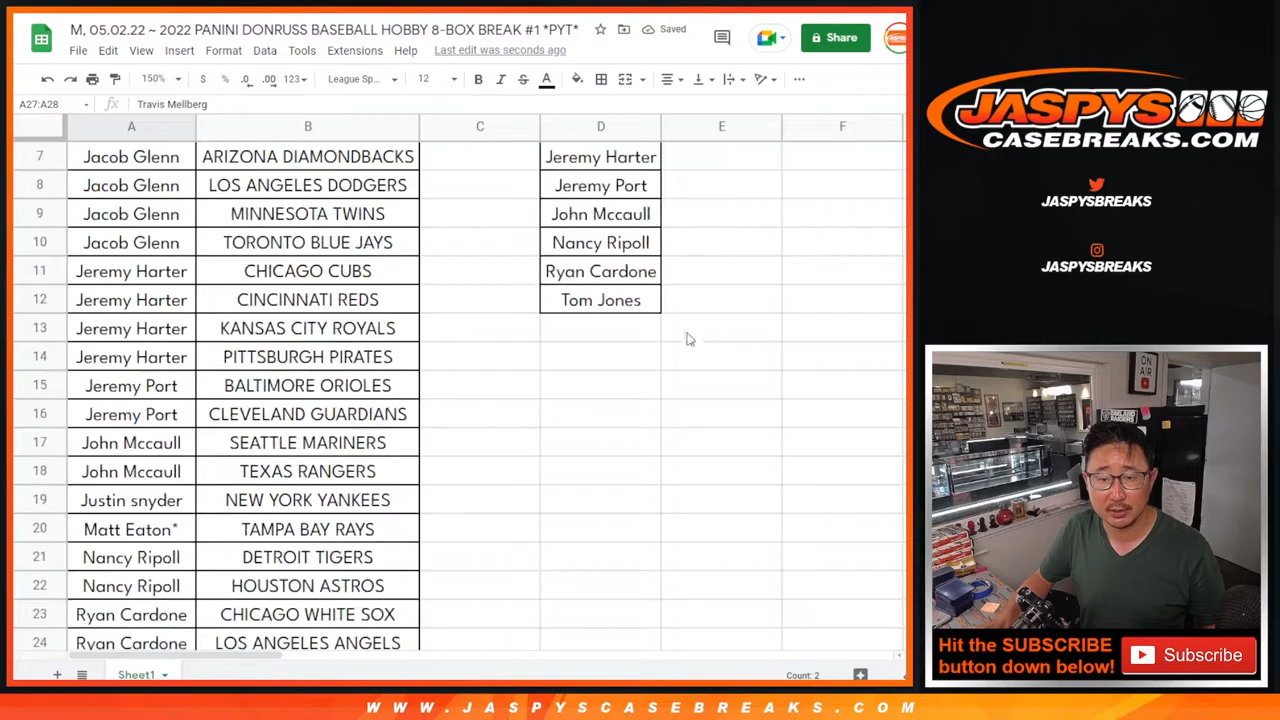 M, 05.02.22 ~ 2022 PANINI DONRUSS BASEBALL HOBBY 8-BOX BREAK #1 *PYT*
Saved
Share
File Edit View Insert Format Data Tools Extensions Help Last edit was seconds ago
150% $ % .0 .00 123 League Sp... 12 B I S A
A27:A28 fx Travis Mellberg
A B C D E F
7 Jacob Glenn ARIZONA DIAMONDBACKS Jeremy Harter
8 Jacob Glenn LOS ANGELES DODGERS Jeremy Port
9 Jacob Glenn MINNESOTA TWINS John Mccaull
10 Jacob Glenn TORONTO BLUE JAYS Nancy Ripoll
11 Jeremy Harter CHICAGO CUBS Ryan Cardone
12 Jeremy Harter CINCINNATI REDS Tom Jones
13 Jeremy Harter KANSAS CITY ROYALS
14 Jeremy Harter PITTSBURGH PIRATES
15 Jeremy Port BALTIMORE ORIOLES
16 Jeremy Port CLEVELAND GUARDIANS
17 John Mccaull SEATTLE MARINERS
18 John Mccaull TEXAS RANGERS
19 Justin snyder NEW YORK YANKEES
20 Matt Eaton* TAMPA BAY RAYS
21 Nancy Ripoll DETROIT TIGERS
22 Nancy Ripoll HOUSTON ASTROS
23 Ryan Cardone CHICAGO WHITE SOX
24 Ryan Cardone LOS ANGELES ANGELS
+ Sheet1 Count: 2
JASPYS
CASEBREAKS.COM
JASPYSBREAKS
JASPYSBREAKS
ON
AIR
Hit the SUBSCRIBE
button down below!
Subscribe
WWW.JASPYSCASEBREAKS.COM